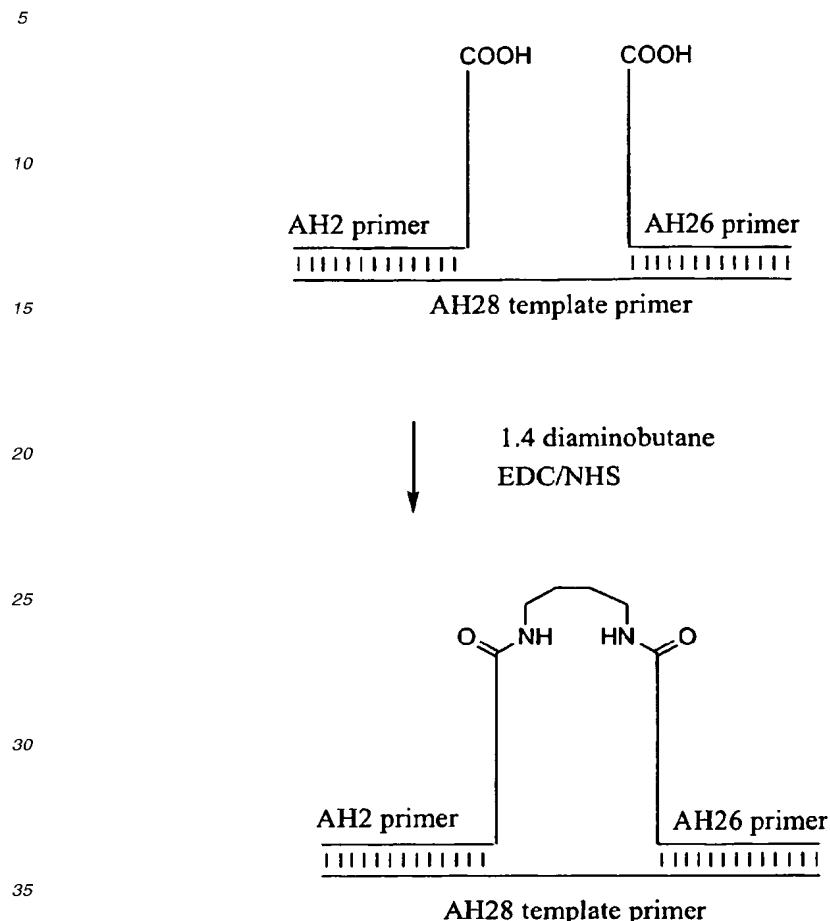 5
COOH COOH
10
AH2 primer AH26 primer
15
AH28 template primer
20
1.4 diaminobutane
EDC/NHS
25
O NH HN O
30
AH2 primer AH26 primer
35
AH28 template primer